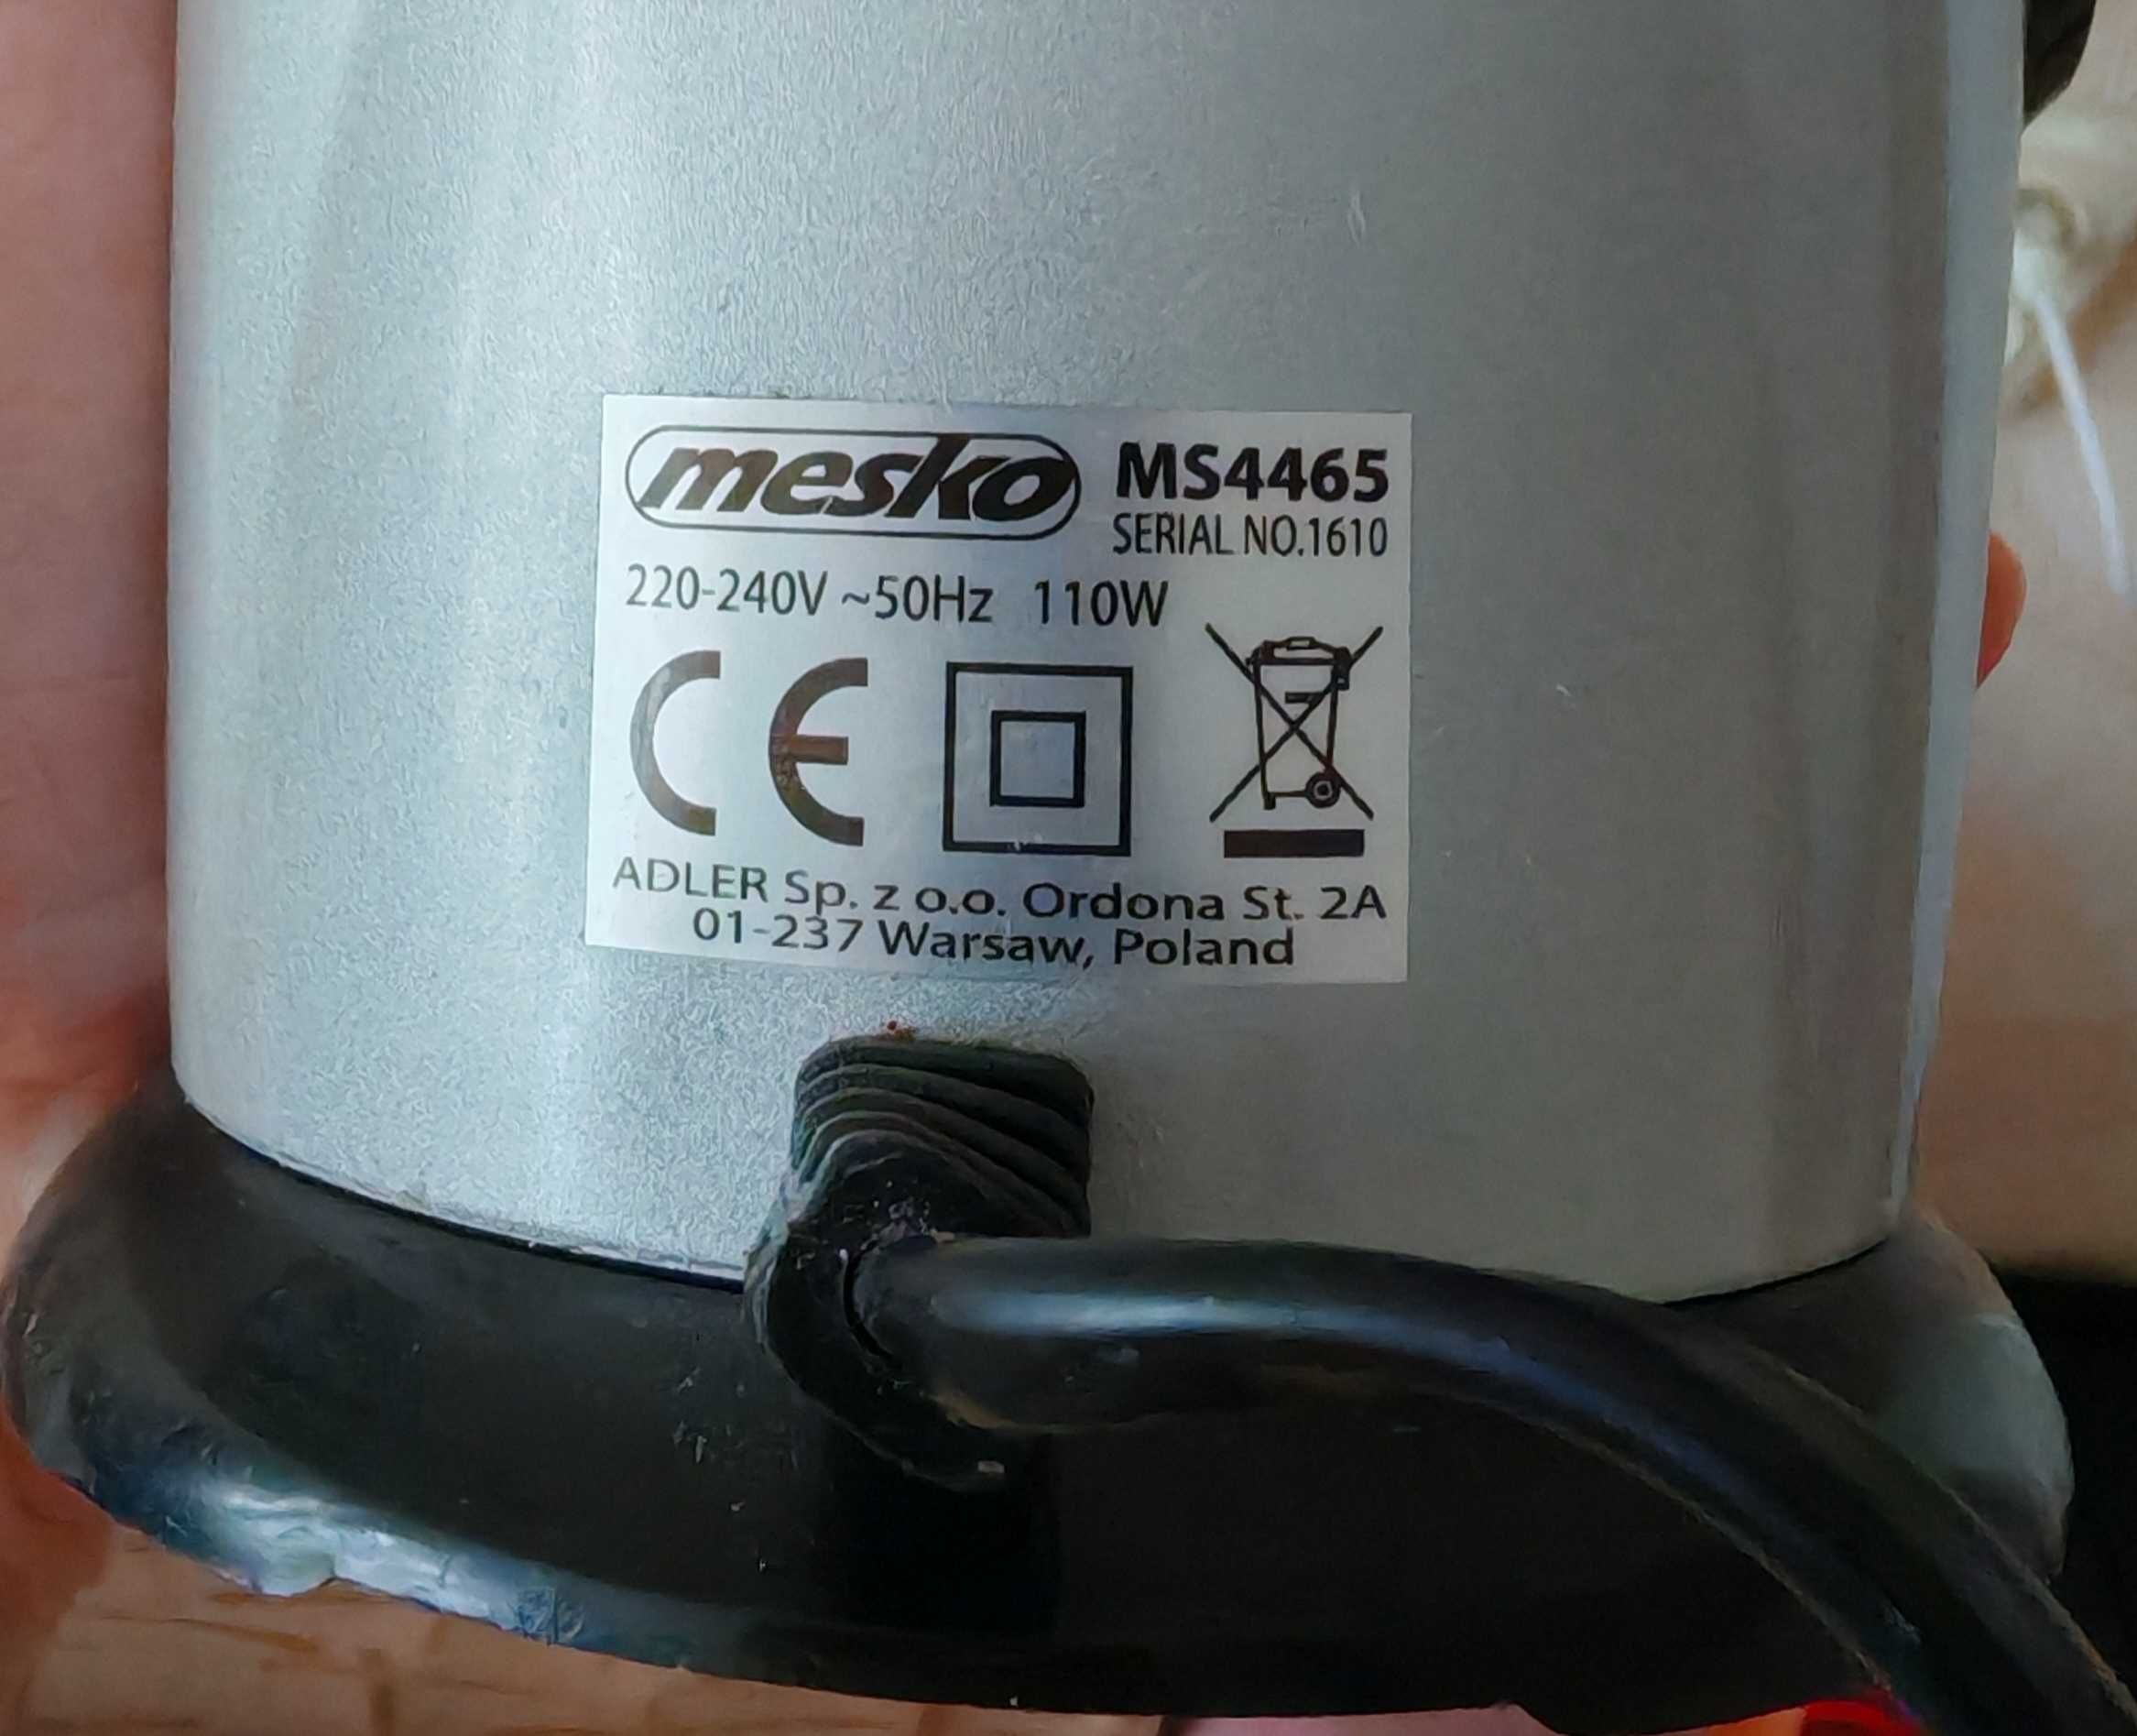 mesko MS4465
SERIAL NO.1610
220-240V ~50Hz 110W
CE
ADLER Sp. z o.o. Ordona St. 2A
01-237 Warsaw, Poland